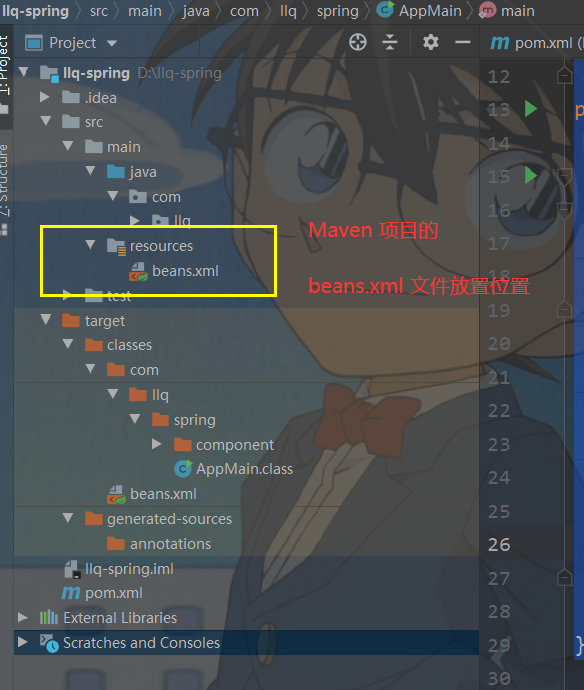 llq-spring src main java com llq spring AppMain main
Project
pom.xml
1: Project
7: Structure
llq-spring D:\llq-spring
.idea
src
main
java
com
llq
resources
beans.xml
test
target
classes
com
llq
spring
component
AppMain.class
beans.xml
generated-sources
annotations
llq-spring.iml
pom.xml
External Libraries
Scratches and Consoles
Maven 项目的
beans.xml 文件放置位置
12
13
14
15
16
17
18
19
20
21
22
23
24
25
26
27
28
29
30
p
}